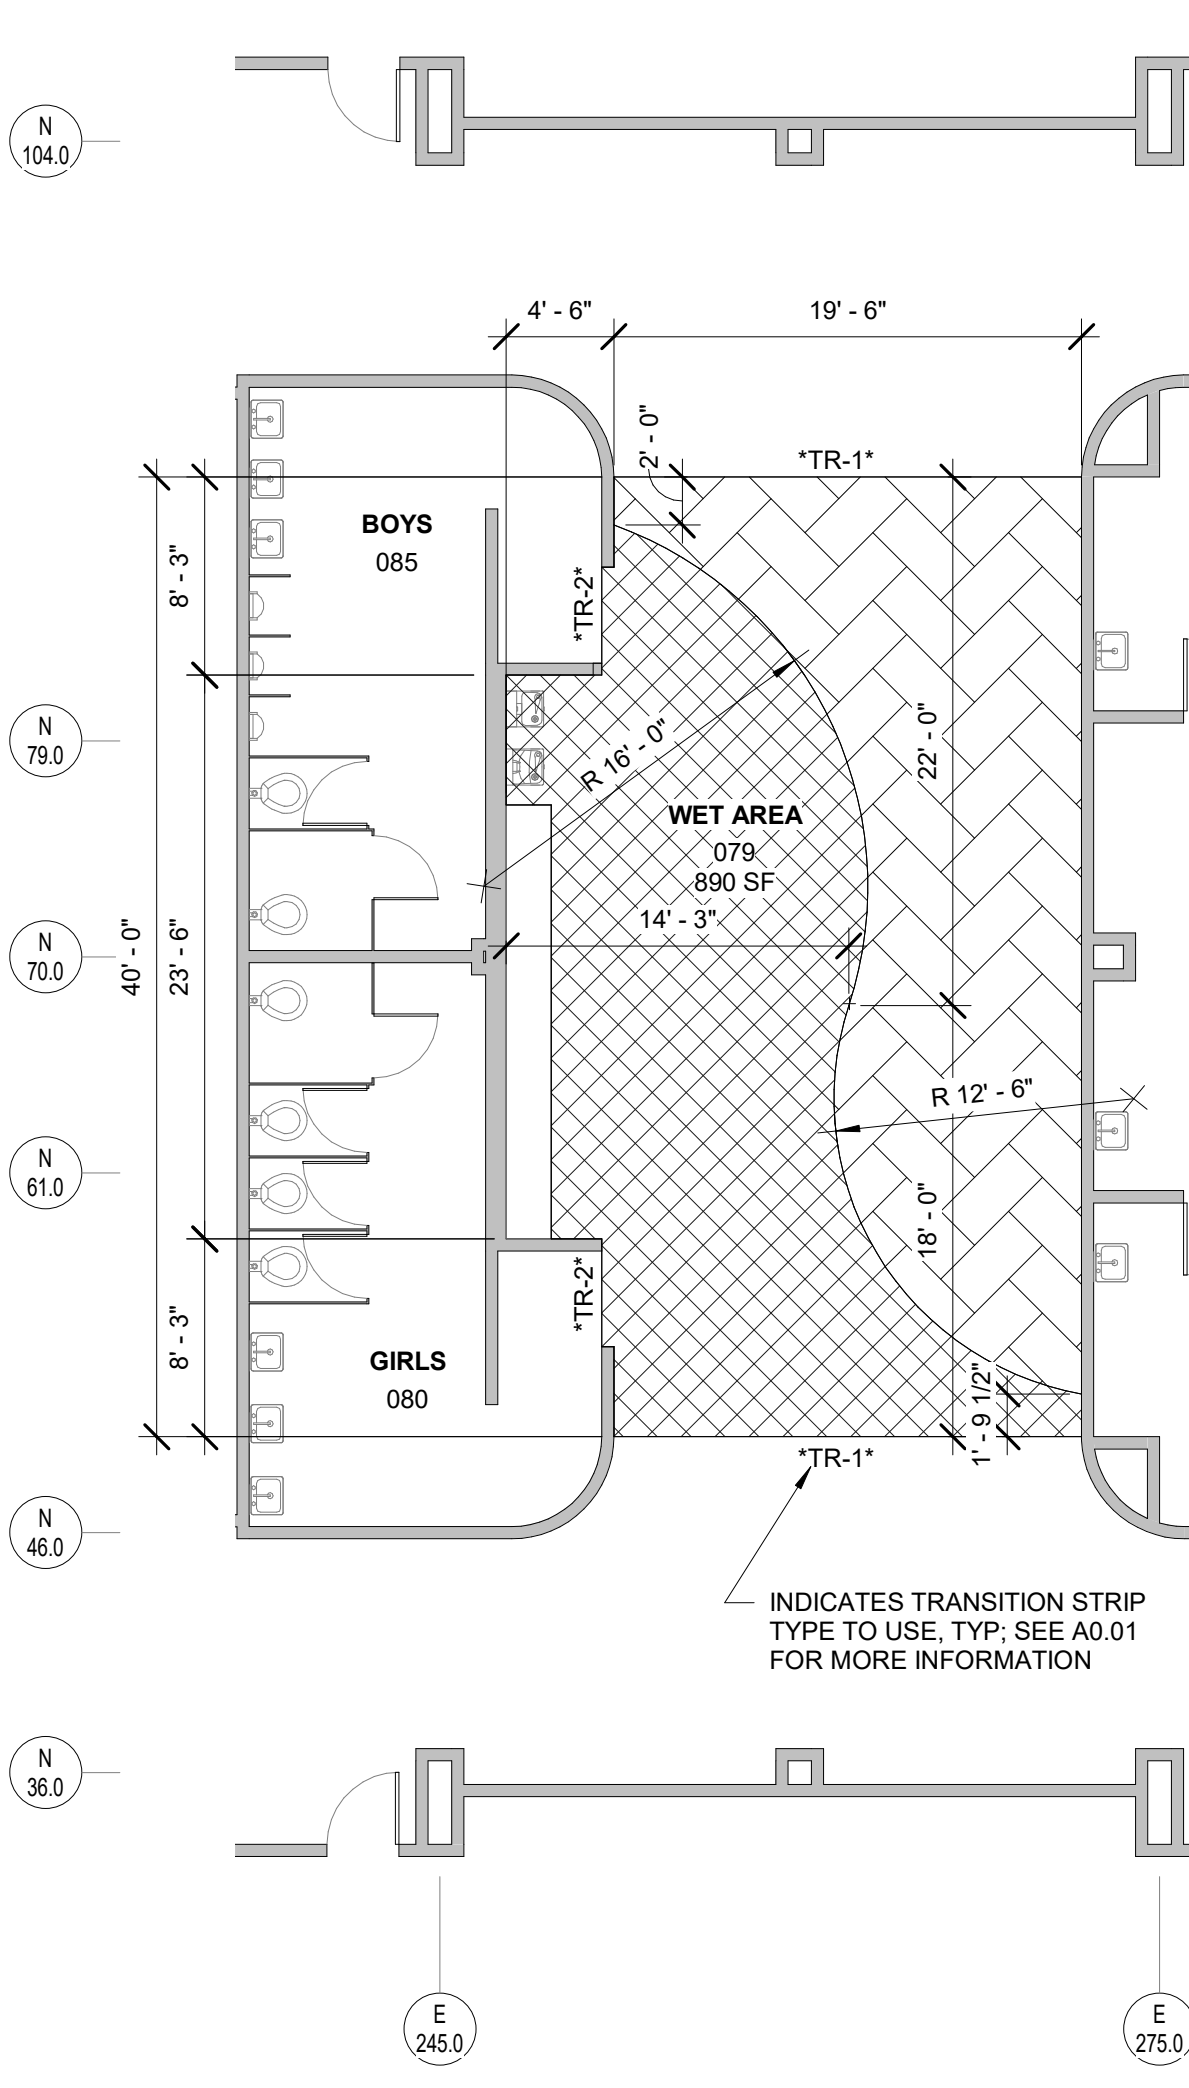 N
104.0
4' - 6"
19' - 6"
2' - 0"
*TR-1*
BOYS
085
8' - 3"
*TR-2*
N
79.0
R 16' - 0"
22' - 0"
WET AREA
079
890 SF
14' - 3"
N
70.0
40' - 0"
23' - 6"
R 12' - 6"
N
61.0
18' - 0"
*TR-2*
8' - 3"
GIRLS
080
1' - 9 1/2"
*TR-1*
N
46.0
INDICATES TRANSITION STRIP
TYPE TO USE, TYP; SEE A0.01
FOR MORE INFORMATION
N
36.0
E
245.0
E
275.0